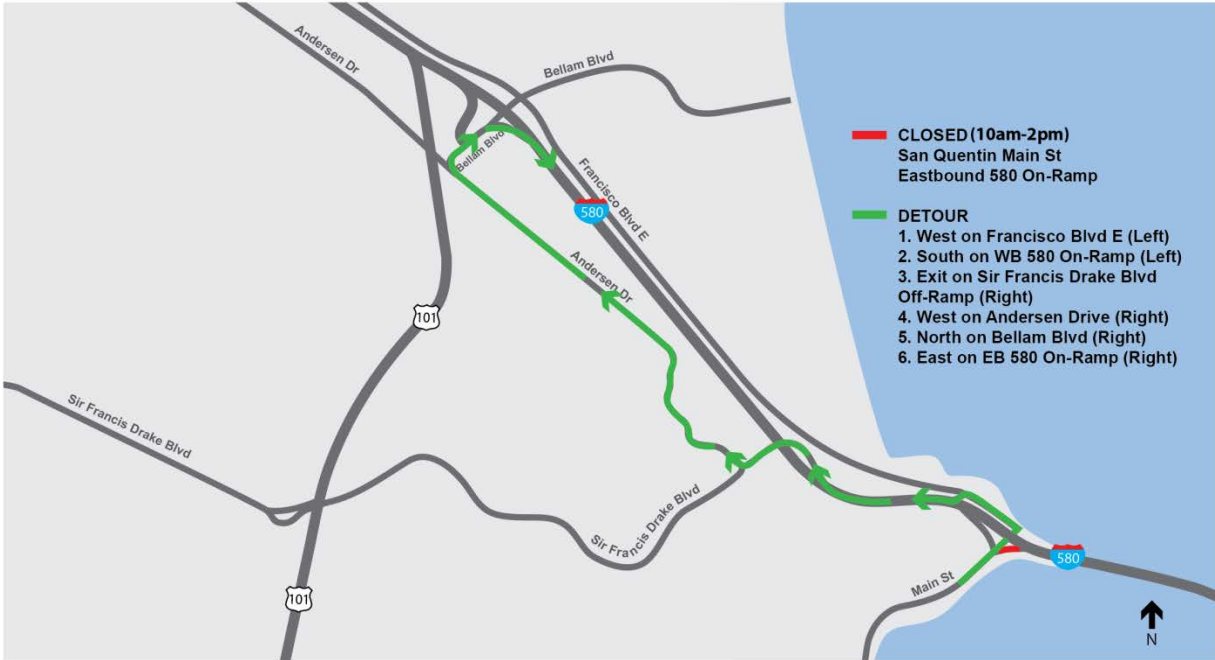 Andersen Dr
Bellam Blvd
Bellam Blvd
Francisco Blvd E
580
Andersen Dr
101
Sir Francis Drake Blvd
Sir Francis Drake Blvd
101
Main St
580
N
CLOSED (10am-2pm)
San Quentin Main St
Eastbound 580 On-Ramp
DETOUR
1. West on Francisco Blvd E (Left)
2. South on WB 580 On-Ramp (Left)
3. Exit on Sir Francis Drake Blvd
Off-Ramp (Right)
4. West on Andersen Drive (Right)
5. North on Bellam Blvd (Right)
6. East on EB 580 On-Ramp (Right)